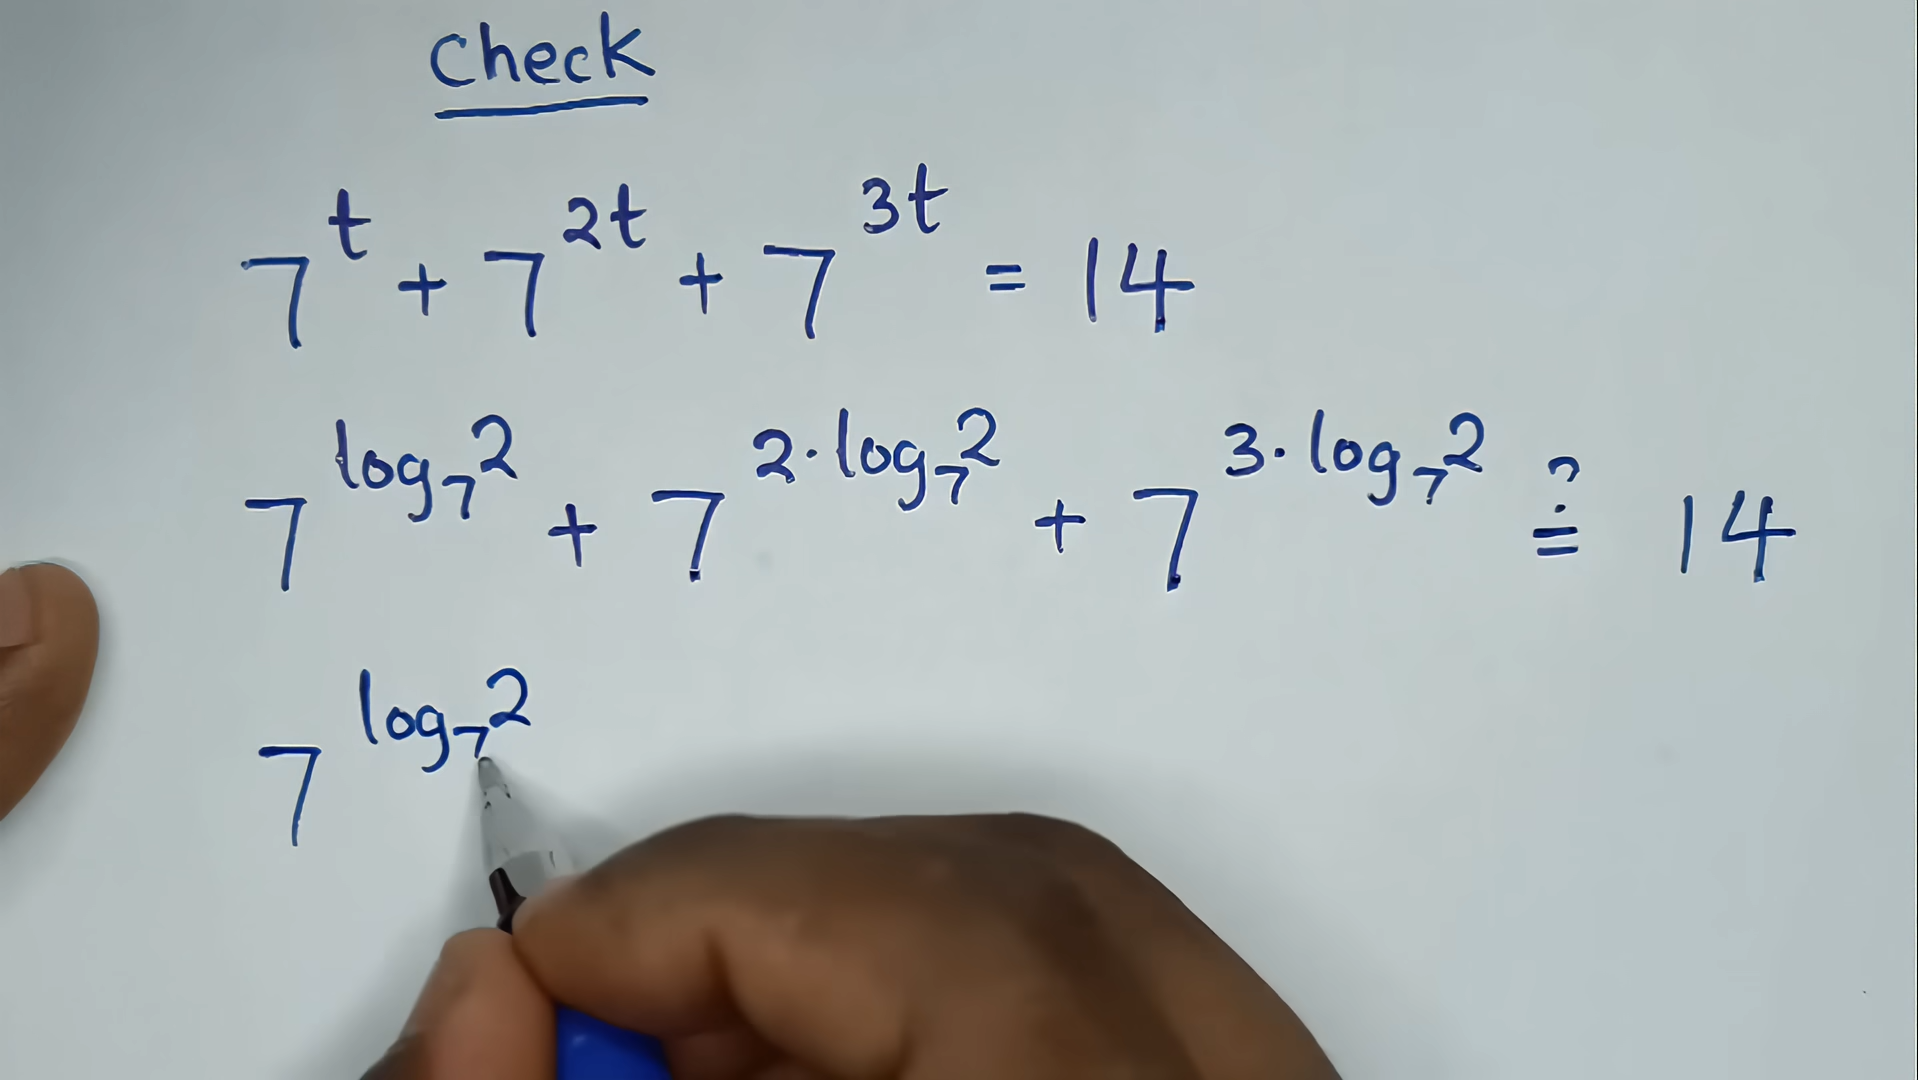 Check
7^t + 7^2t + 7^3t = 14
7^log₇2 + 7^2·log₇2 + 7^3·log₇2 ≟ 14
7^log₇2